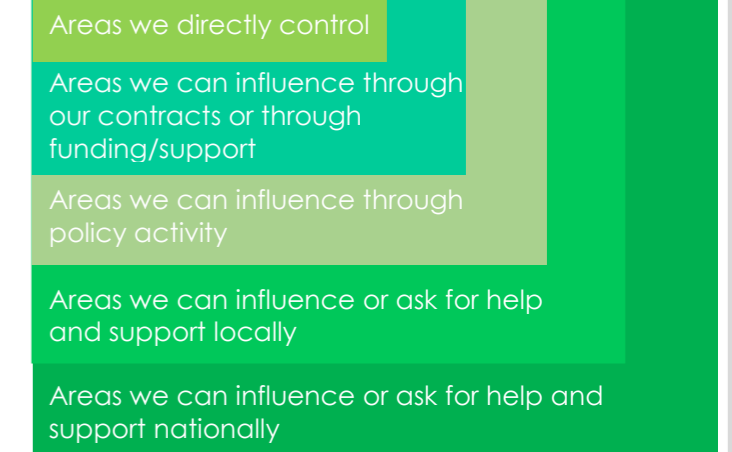 Areas we directly control
Areas we can influence through
our contracts or through
funding/support
Areas we can influence through
policy activity
Areas we can influence or ask for help
and support locally
Areas we can influence or ask for help and
support nationally